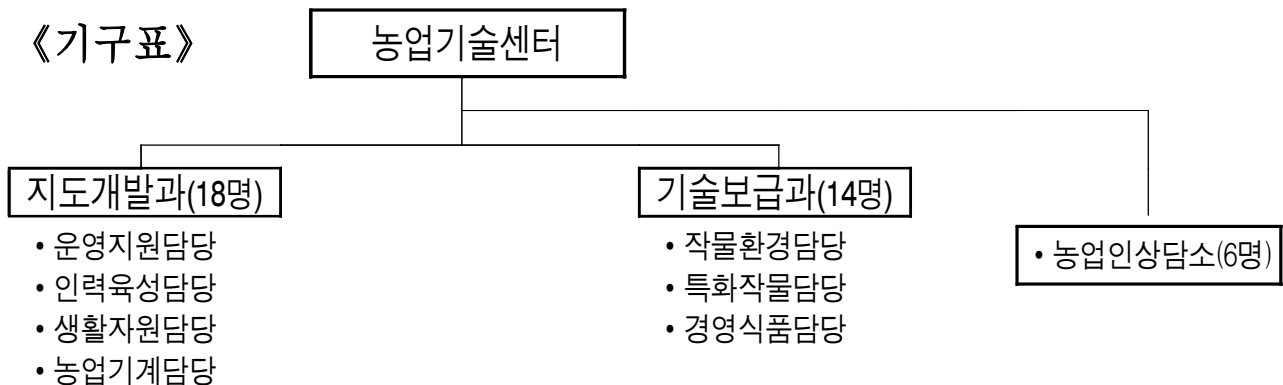 《기구표》
농업기술센터
지도개발과(18명)
• 운영지원담당
• 인력육성담당
• 생활자원담당
• 농업기계담당
기술보급과(14명)
• 작물환경담당
• 특화작물담당
• 경영식품담당
• 농업인상담소(6명)